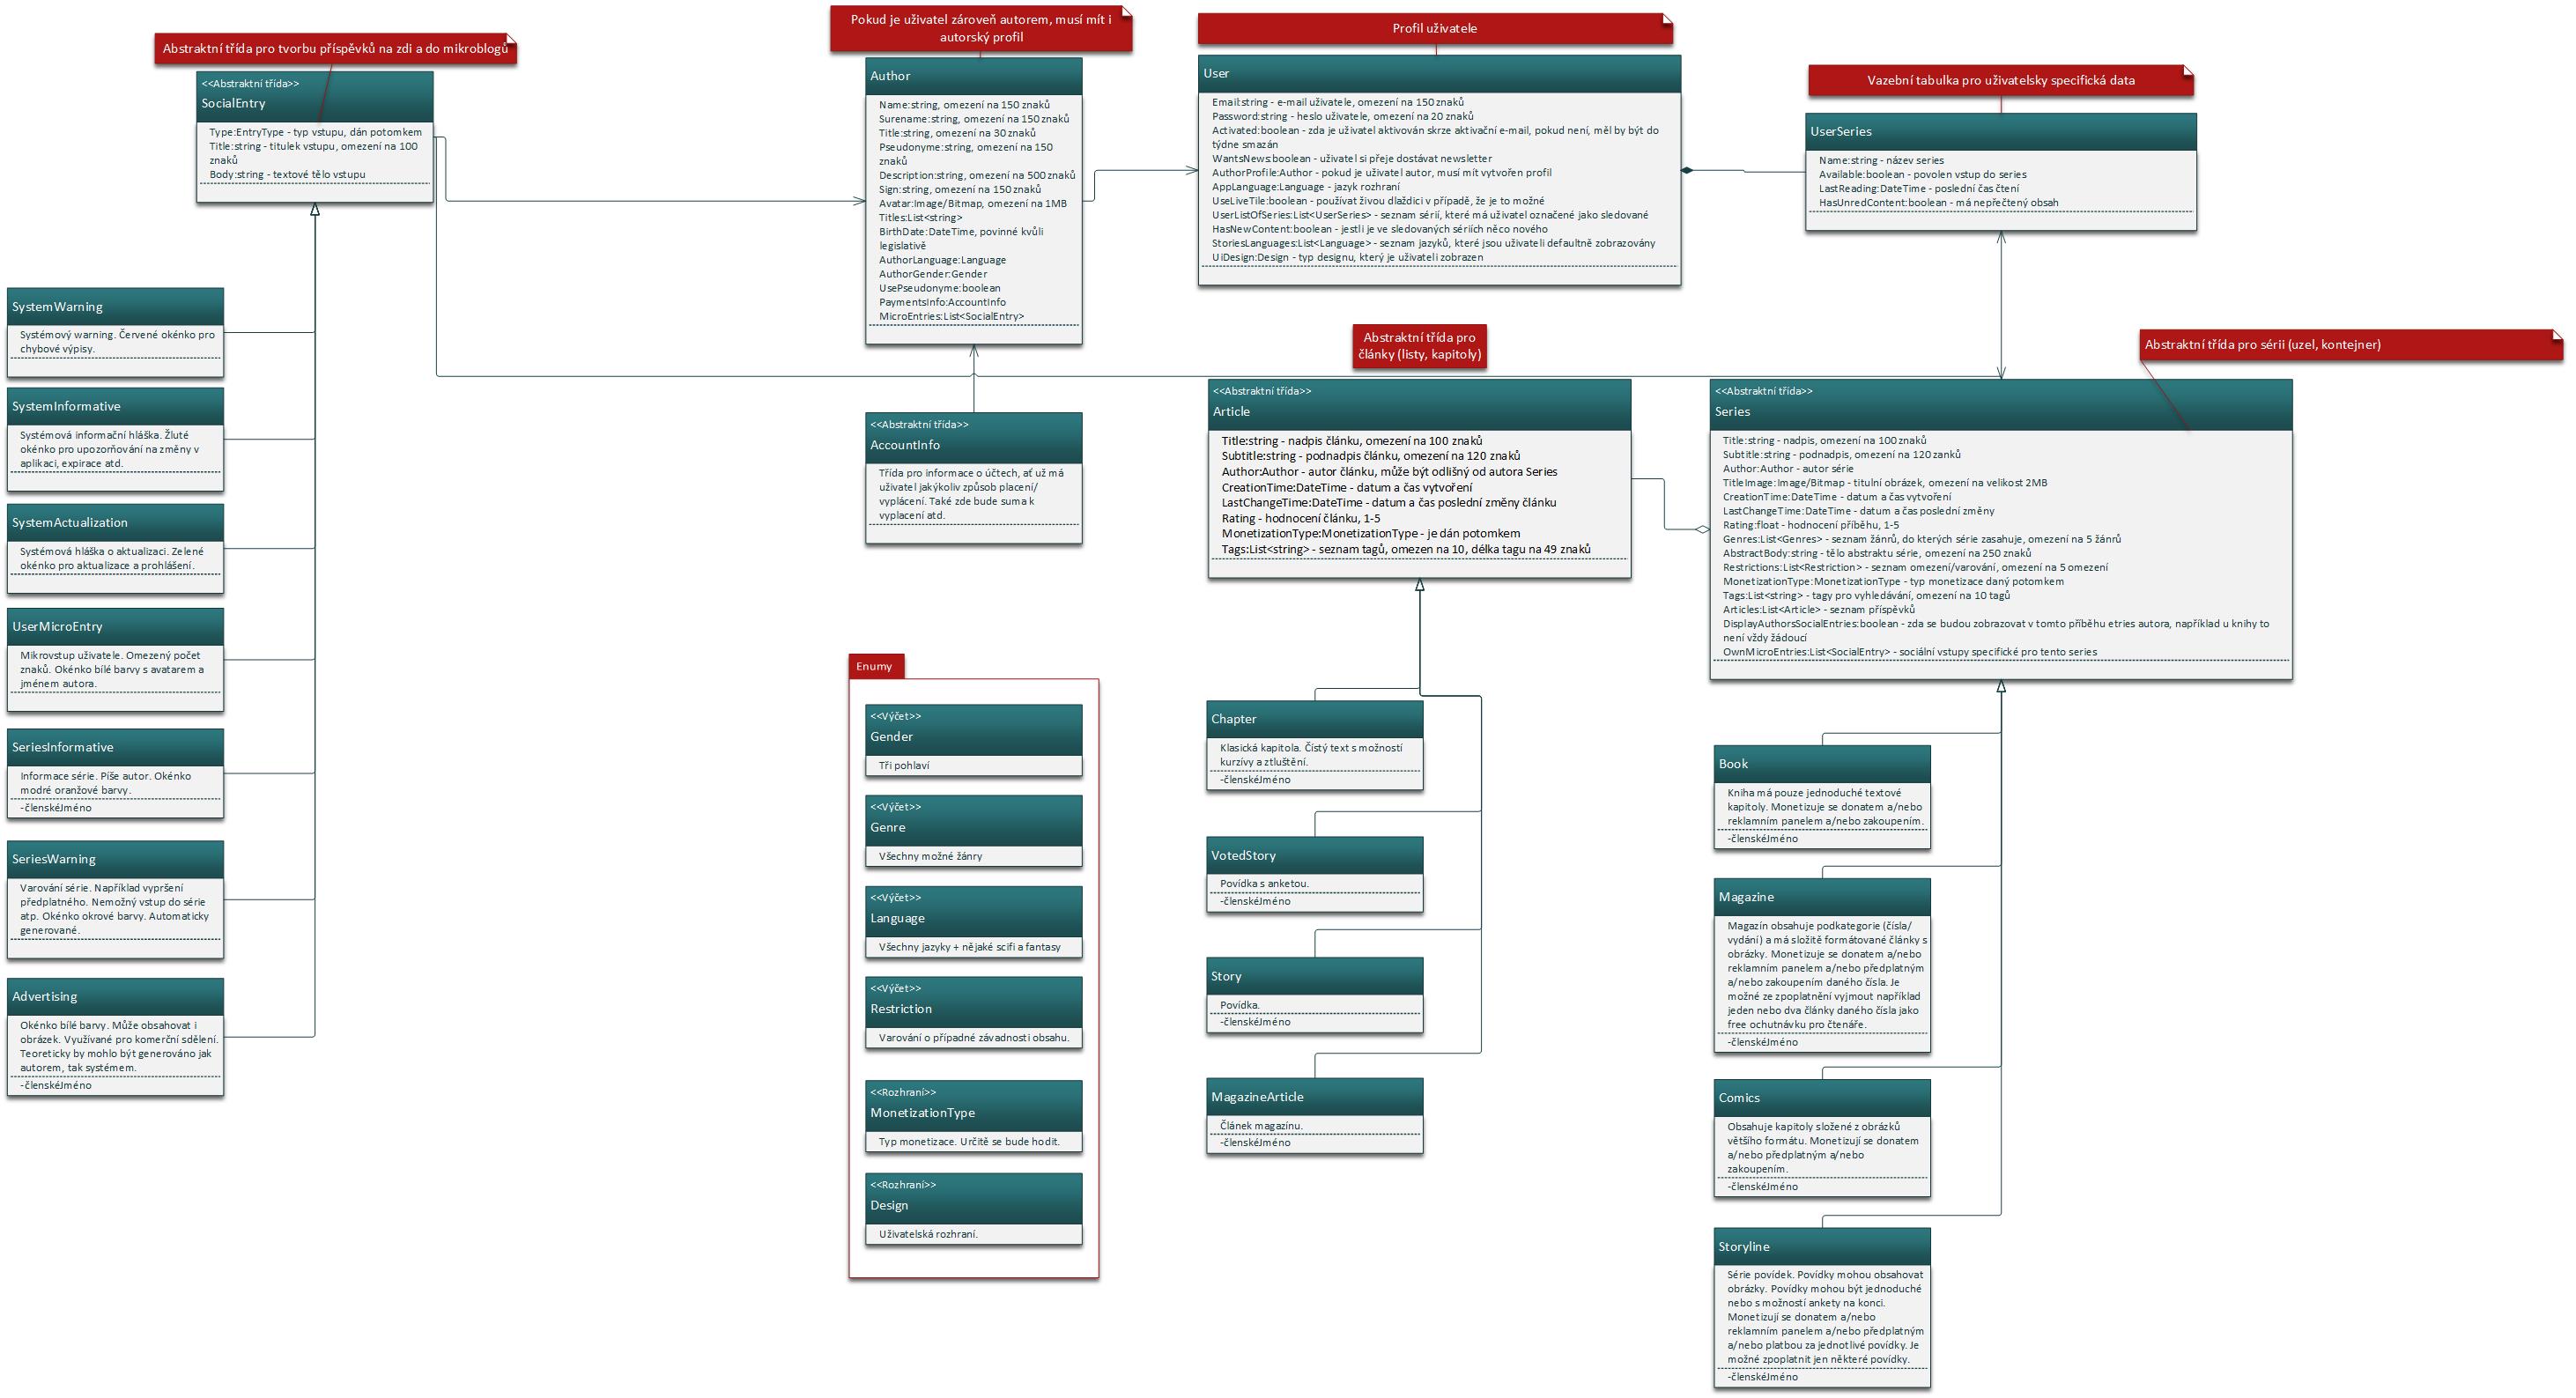 Abstraktní třída pro tvorbu příspěvků na zdi a do mikroblogů
<<Abstraktní třída>>
SocialEntry
Type:EntryType - typ vstupu, dán potomkem
Title:string - titulek vstupu, omezení na 100
znaků
Body:string - textové tělo vstupu
SystemWarning
Systémový warning. Červené okénko pro
chybové výpisy.
SystemInformative
Systémová informační hláška. Žluté
okénko pro upozorňování na změny v
aplikaci, expirace atd.
SystemActualization
Systémová hláška o aktualizaci. Zelené
okénko pro aktualizace a prohlášení.
UserMicroEntry
Mikrovstup uživatele. Omezený počet
znaků. Okénko bílé barvy s avatarem a
jménem autora.
SeriesInformative
Informace série. Píše autor. Okénko
modré oranžové barvy.
-členskéJméno
SeriesWarning
Varování série. Například vypršení
předplatného. Nemožný vstup do série
atp. Okénko okrové barvy. Automaticky
generované.
Advertising
Okénko bílé barvy. Může obsahovat i
obrázek. Využívané pro komerční sdělení.
Teoreticky by mohlo být generováno jak
autorem, tak systémem.
-členskéJméno
Pokud je uživatel zároveň autorem, musí mít i
autorský profil
Author
Name:string, omezení na 150 znaků
Surename:string, omezení na 150 znaků
Title:string, omezení na 30 znaků
Pseudonyme:string, omezení na 150
znaků
Description:string, omezení na 500 znaků
Sign:string, omezení na 150 znaků
Avatar:Image/Bitmap, omezení na 1MB
Titles:List<string>
BirthDate:DateTime, povinné kvůli
legislativě
AuthorLanguage:Language
AuthorGender:Gender
UsePseudonyme:boolean
PaymentsInfo:AccountInfo
MicroEntries:List<SocialEntry>
<<Abstraktní třída>>
AccountInfo
Třída pro informace o účtech, ať už má
uživatel jakýkoliv způsob placení/
vyplácení. Také zde bude suma k
vyplacení atd.
Enumy
<<Výčet>>
Gender
Tři pohlaví
<<Výčet>>
Genre
Všechny možné žánry
<<Výčet>>
Language
Všechny jazyky + nějaké scifi a fantasy
<<Výčet>>
Restriction
Varování o případné závadnosti obsahu.
<<Rozhraní>>
MonetizationType
Typ monetizace. Určitě se bude hodit.
<<Rozhraní>>
Design
Uživatelská rozhraní.
Profil uživatele
User
Email:string - e-mail uživatele, omezení na 150 znaků
Password:string - heslo uživatele, omezení na 20 znaků
Activated:boolean - zda je uživatel aktivován skrze aktivační e-mail, pokud není, měl by být do
týdne smazán
WantsNews:boolean - uživatel si přeje dostávat newsletter
AuthorProfile:Author - pokud je uživatel autor, musí mít vytvořen profil
AppLanguage:Language - jazyk rozhraní
UseLiveTile:boolean - používat živou dlaždici v případě, že je to možné
UserListOfSeries:List<UserSeries> - seznam sérií, které má uživatel označené jako sledované
HasNewContent:boolean - jestli je ve sledovaných sériích něco nového
StoriesLanguages:List<Language> - seznam jazyků, které jsou uživateli defaultně zobrazovány
UiDesign:Design - typ designu, který je uživateli zobrazen
Abstraktní třída pro
články (listy, kapitoly)
<<Abstraktní třída>>
Article
Title:string - nadpis článku, omezení na 100 znaků
Subtitle:string - podnadpis článku, omezení na 120 znaků
Author:Author - autor článku, může být odlišný od autora Series
CreationTime:DateTime - datum a čas vytvoření
LastChangeTime:DateTime - datum a čas poslední změny článku
Rating - hodnocení článku, 1-5
MonetizationType:MonetizationType - je dán potomkem
Tags:List<string> - seznam tagů, omezen na 10, délka tagu na 49 znaků
Chapter
Klasická kapitola. Čístý text s možností
kurzívy a ztluštění.
-členskéJméno
VotedStory
Povídka s anketou.
-členskéJméno
Story
Povídka.
-členskéJméno
MagazineArticle
Článek magazínu.
-členskéJméno
Vazební tabulka pro uživatelsky specifická data
UserSeries
Name:string - název series
Available:boolean - povolen vstup do series
LastReading:DateTime - poslední čas čtení
HasUnredContent:boolean - má nepřečtený obsah
Abstraktní třída pro sérii (uzel, kontejner)
<<Abstraktní třída>>
Series
Title:string - nadpis, omezení na 100 znaků
Subtitle:string - podnadpis, omezení na 120 zanků
Author:Author - autor série
TitleImage:Image/Bitmap - titulní obrázek, omezení na velikost 2MB
CreationTime:DateTime - datum a čas vytvoření
LastChangeTime:DateTime - datum a čas poslední změny
Rating:float - hodnocení příběhu, 1-5
Genres:List<Genres> - seznam žánrů, do kterých série zasahuje, omezení na 5 žánrů
AbstractBody:string - tělo abstraktu série, omezení na 250 znaků
Restrictions:List<Restriction> - seznam omezení/varování, omezení na 5 omezení
MonetizationType:MonetizationType - typ monetizace daný potomkem
Tags:List<string> - tagy pro vyhledávání, omezení na 10 tagů
Articles:List<Article> - seznam příspěvků
DisplayAuthorsSocialEntries:boolean - zda se budou zobrazovat v tomto příběhu etries autora, například u knihy to
není vždy žádoucí
OwnMicroEntries:List<SocialEntry> - sociální vstupy specifické pro tento series
Book
Kniha má pouze jednoduché textové
kapitoly. Monetizuje se donatem a/nebo
reklamním panelem a/nebo zakoupením.
-členskéJméno
Magazine
Magazín obsahuje podkategorie (čísla/
vydání) a má složitě formátované články s
obrázky. Monetizuje se donatem a/nebo
reklamním panelem a/nebo předplatným
a/nebo zakoupením daného čísla. Je
možné ze zpoplatnění vyjmout například
jeden nebo dva články daného čísla jako
free ochutnávku pro čtenáře.
-členskéJméno
Comics
Obsahuje kapitoly složené z obrázků
většího formátu. Monetizují se donatem
a/nebo předplatným a/nebo
zakoupením.
-členskéJméno
Storyline
Série povídek. Povídky mohou obsahovat
obrázky. Povídky mohou být jednoduché
nebo s možností ankety na konci.
Monetizují se donatem a/nebo
reklamním panelem a/nebo předplatným
a/nebo platbou za jednotlivé povídky. Je
možné zpoplatnit jen některé povídky.
-členskéJméno